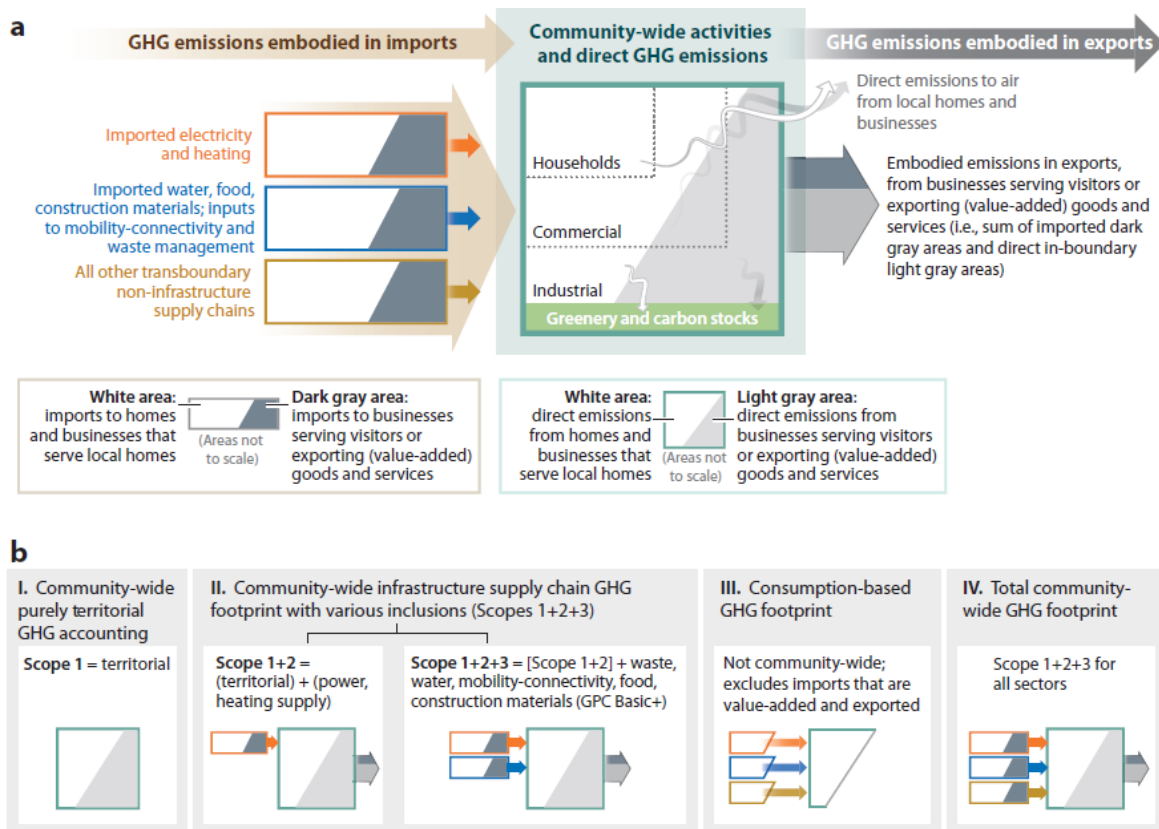 a
GHG emissions embodied in imports
Community-wide activities
and direct GHG emissions
GHG emissions embodied in exports
Imported electricity
and heating
Imported water, food,
construction materials; inputs
to mobility-connectivity and
waste management
All other transboundary
non-infrastructure
supply chains
Households
Commercial
Industrial
Greenery and carbon stocks
Direct emissions to air
from local homes and
businesses
Embodied emissions in exports,
from businesses serving visitors or
exporting (value-added) goods and
services (i.e., sum of imported dark
gray areas and direct in-boundary
light gray areas)
White area:
imports to homes
and businesses that
serve local homes
(Areas not
to scale)
Dark gray area:
imports to businesses
serving visitors or
exporting (value-added)
goods and services
White area:
direct emissions
from homes and
businesses that
serve local homes
(Areas not
to scale)
Light gray area:
direct emissions from
businesses serving visitors
or exporting (value-added)
goods and services
b
I. Community-wide
purely territorial
GHG accounting
Scope 1 = territorial
II. Community-wide infrastructure supply chain GHG
footprint with various inclusions (Scopes 1+2+3)
Scope 1+2 =
(territorial) + (power,
heating supply)
Scope 1+2+3 = [Scope 1+2] + waste,
water, mobility-connectivity, food,
construction materials (GPC Basic+)
III. Consumption-based
GHG footprint
Not community-wide;
excludes imports that are
value-added and exported
IV. Total community-
wide GHG footprint
Scope 1+2+3 for
all sectors